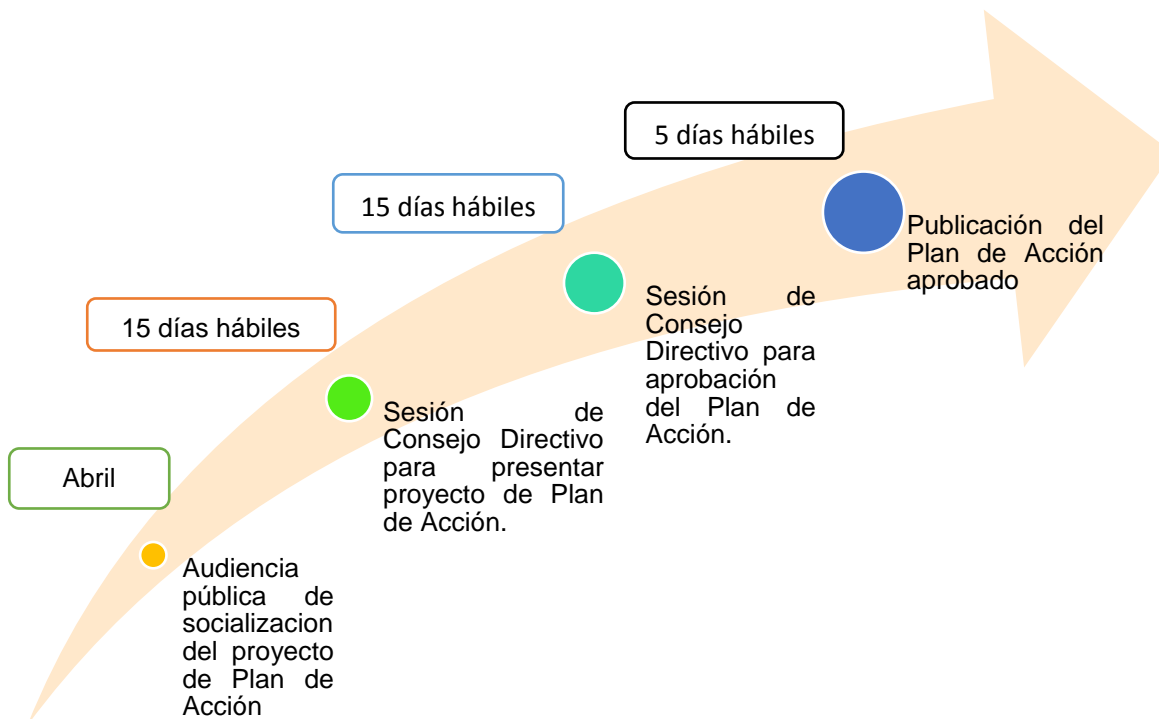 Abril
Audiencia
pública de
socializacion
del proyecto
de Plan de
Acción
15 días hábiles
Sesión de
Consejo Directivo
para presentar
proyecto de Plan
de Acción.
15 días hábiles
Sesión de
Consejo
Directivo para
aprobación
del Plan de
Acción.
5 días hábiles
Publicación del
Plan de Acción
aprobado